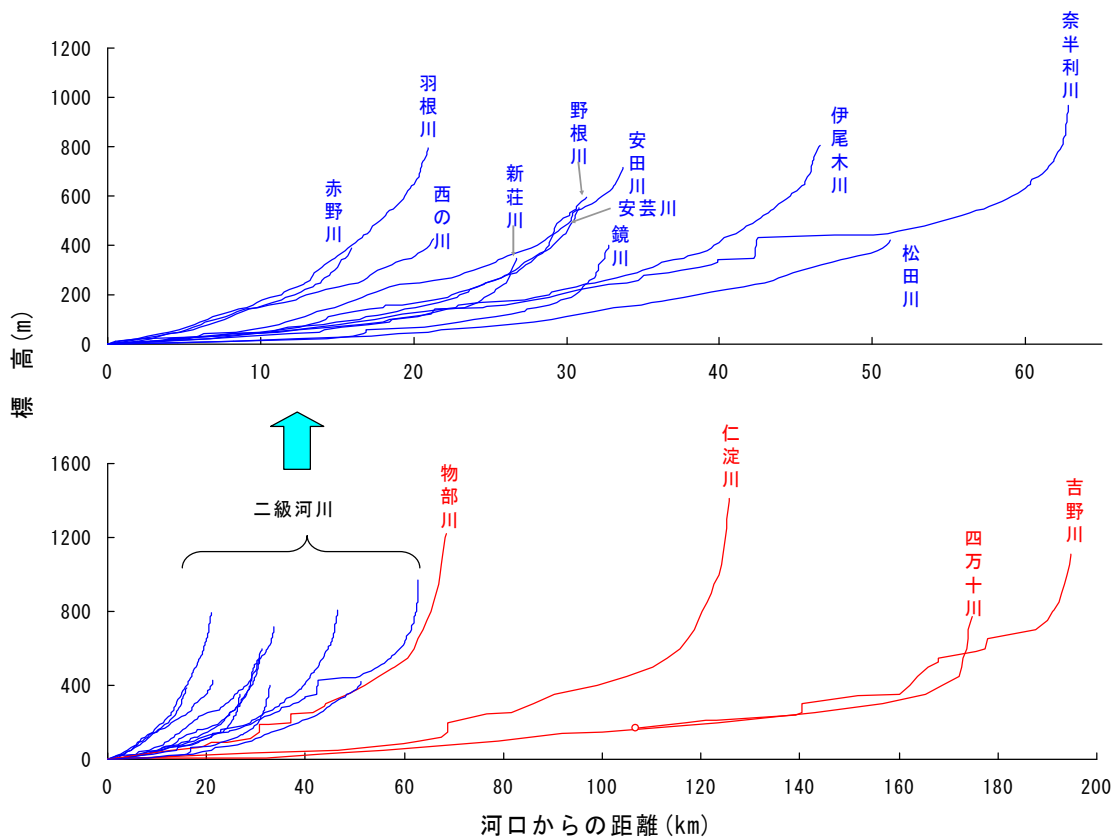 1200
1000
800
600
400
200
0
0
10
20
30
40
50
60
赤野川
羽根川
西の川
新荘川
野根川
安田川
安芸川
鏡川
伊尾木川
松田川
奈半利川
標高(m)
1600
1200
800
400
0
0
20
40
60
80
100
120
140
160
180
200
二級河川
物部川
仁淀川
四万十川
吉野川
河口からの距離(km)